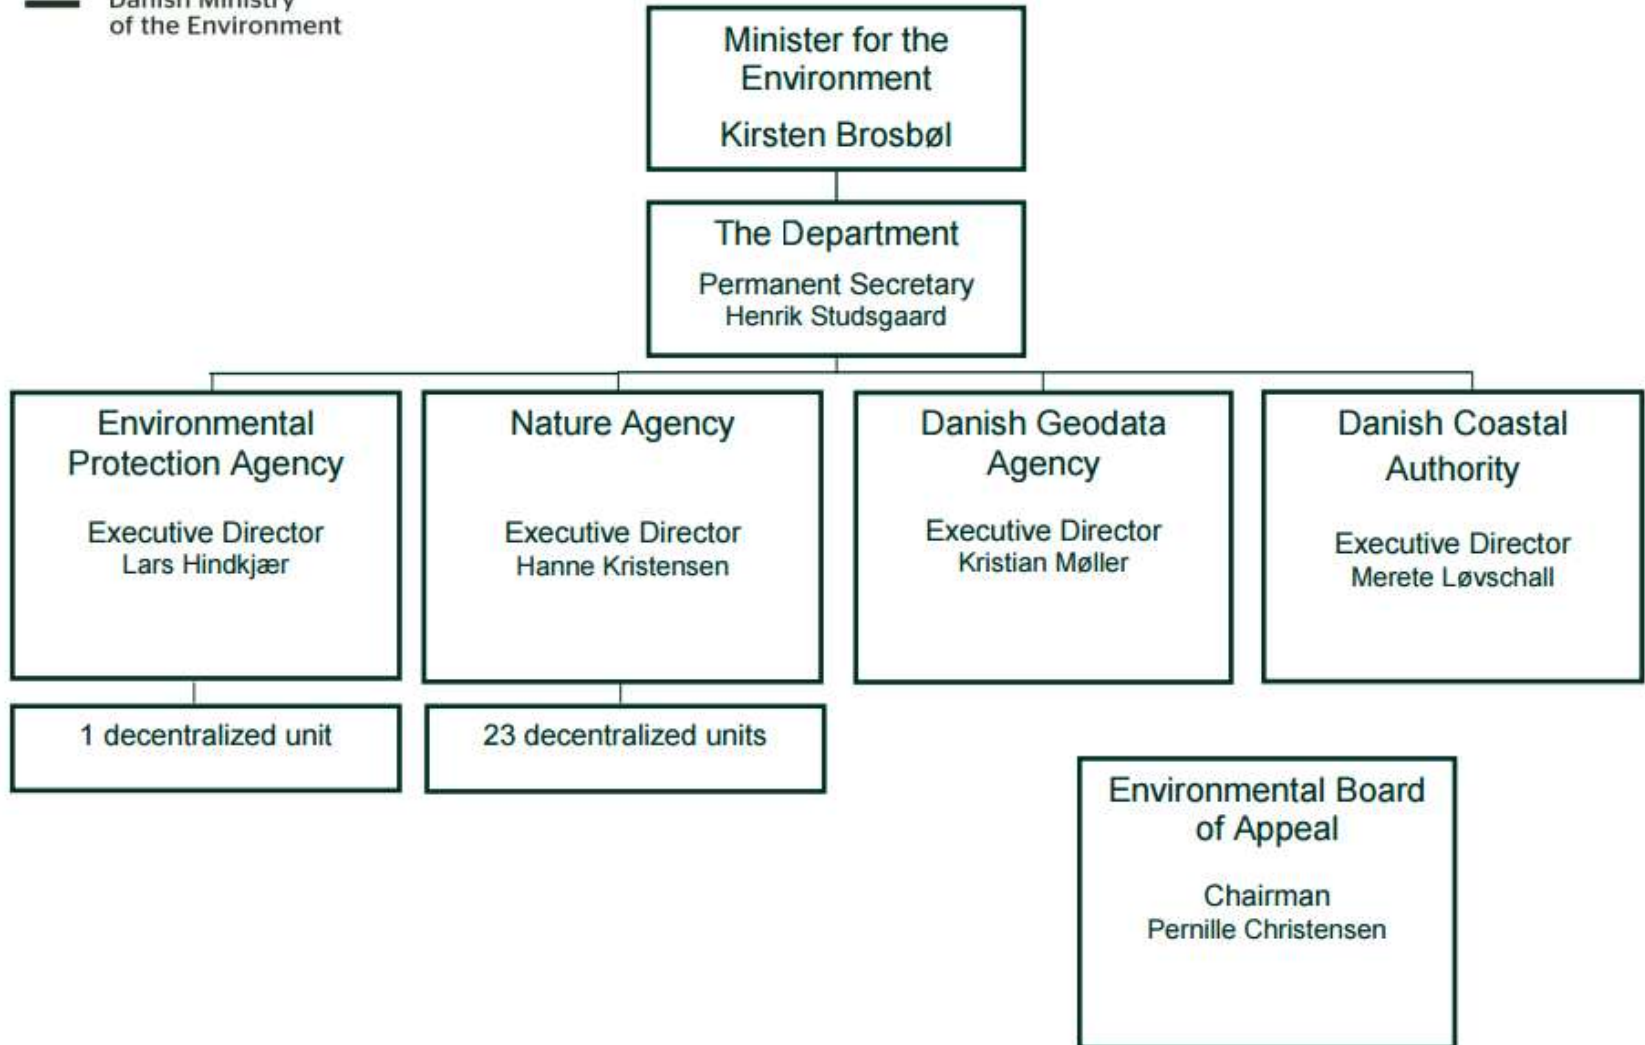 Danish Ministry
of the Environment
Minister for the
Environment
Kirsten Brosbøl
The Department
Permanent Secretary
Henrik Studsgaard
Environmental
Protection Agency
Executive Director
Lars Hindkjær
Nature Agency
Executive Director
Hanne Kristensen
Danish Geodata
Agency
Executive Director
Kristian Møller
Danish Coastal
Authority
Executive Director
Merete Løvschall
1 decentralized unit
23 decentralized units
Environmental Board
of Appeal
Chairman
Pernille Christensen